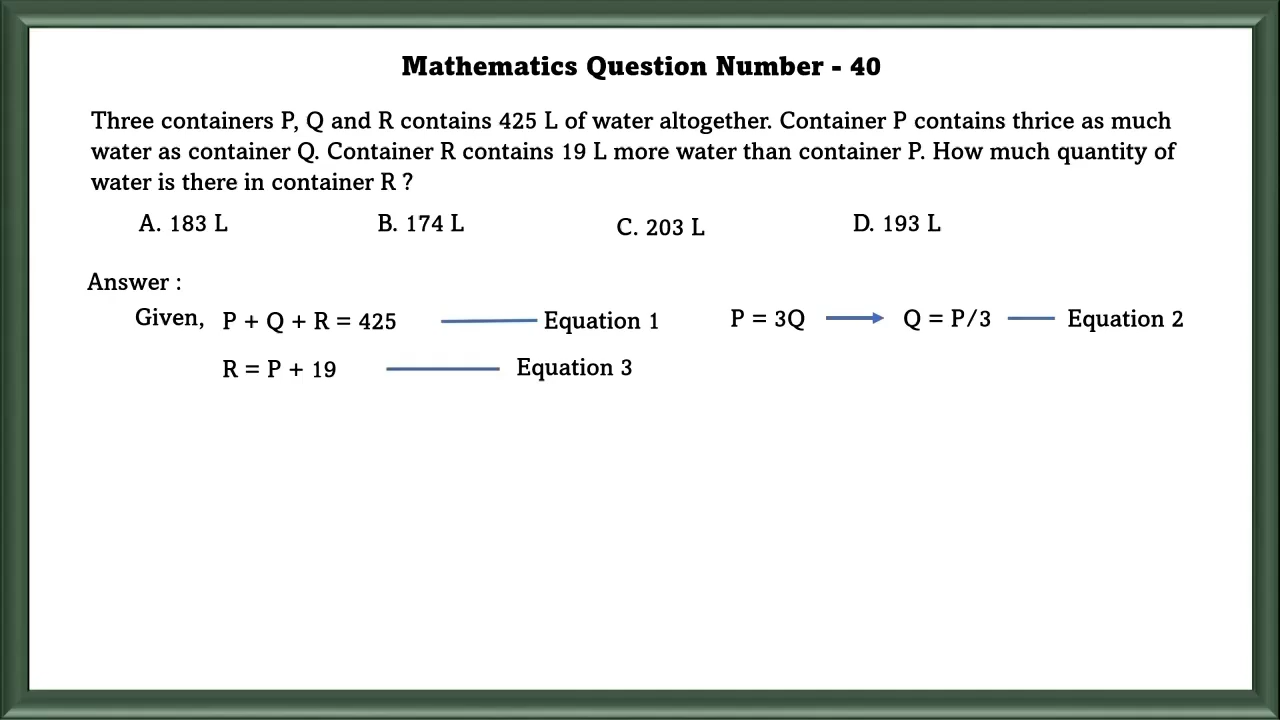 Mathematics Question Number - 40
Three containers P, Q and R contains 425 L of water altogether. Container P contains thrice as much
water as container Q. Container R contains 19 L more water than container P. How much quantity of
water is there in container R ?
A. 183 L B. 174 L C. 203 L D. 193 L
Answer :
Given, P + Q + R = 425 Equation 1 P = 3Q Q = P/3 Equation 2
R = P + 19 Equation 3